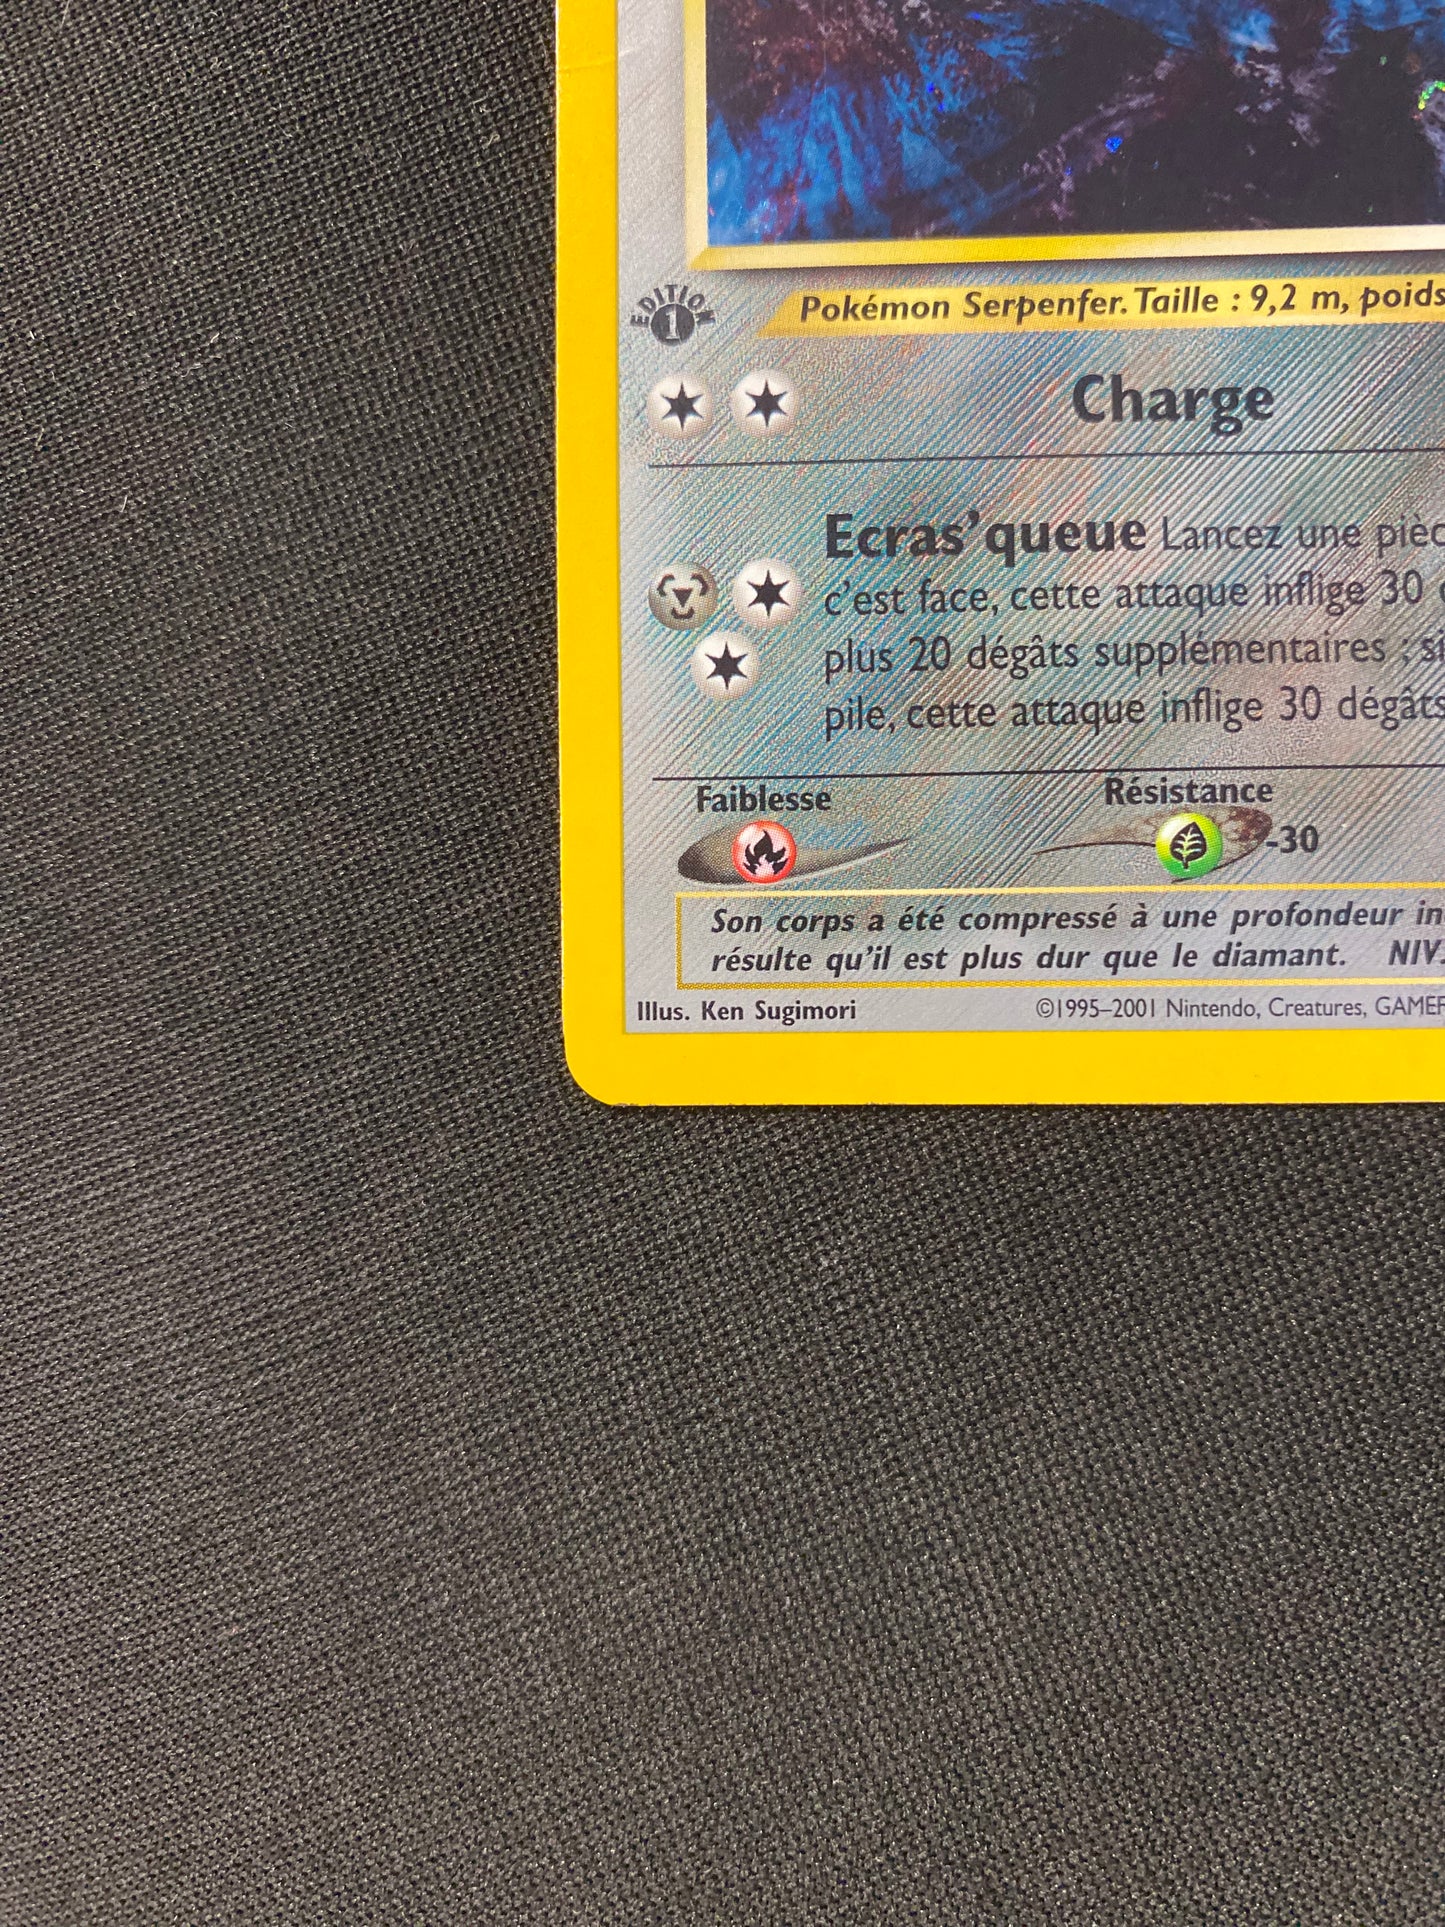 EDITION 1
Pokémon Serpenfer. Taille : 9,2 m, poids
Charge
Ecras'queue Lancez une pièc
c'est face, cette attaque inflige 30
plus 20 dégâts supplémentaires ; si
pile, cette attaque inflige 30 dégâts
Faiblesse
Résistance
-30
Son corps a été compressé à une profondeur in
résulte qu'il est plus dur que le diamant. NIV.
Illus. Ken Sugimori
©1995–2001 Nintendo, Creatures, GAMEF